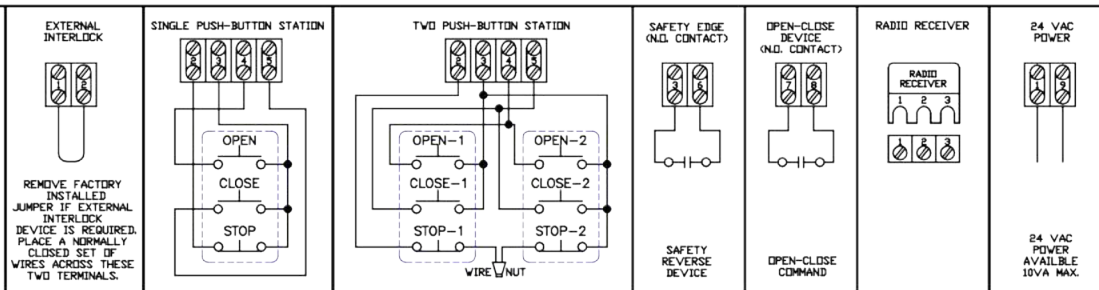 EXTERNAL
INTERLOCK
1 2
REMOVE FACTORY
INSTALLED
JUMPER IF EXTERNAL
INTERLOCK
DEVICE IS REQUIRED.
PLACE A NORMALLY
CLOSED SET OF
WIRES ACROSS THESE
TWO TERMINALS.
SINGLE PUSH-BUTTON STATION
2 3 4 5
OPEN
CLOSE
STOP
TWO PUSH-BUTTON STATION
2 3 4 5
OPEN-1 OPEN-2
CLOSE-1 CLOSE-2
STOP-1 STOP-2
WIRE NUT
SAFETY EDGE
(N.O. CONTACT)
3 6
SAFETY
REVERSE
DEVICE
OPEN-CLOSE
DEVICE
(N.O. CONTACT)
7 8
OPEN-CLOSE
COMMAND
RADIO RECEIVER
RADIO
RECEIVER
1 2 3
1 2 3
24 VAC
POWER
1 9
24 VAC
POWER
AVAILBLE
10VA MAX.